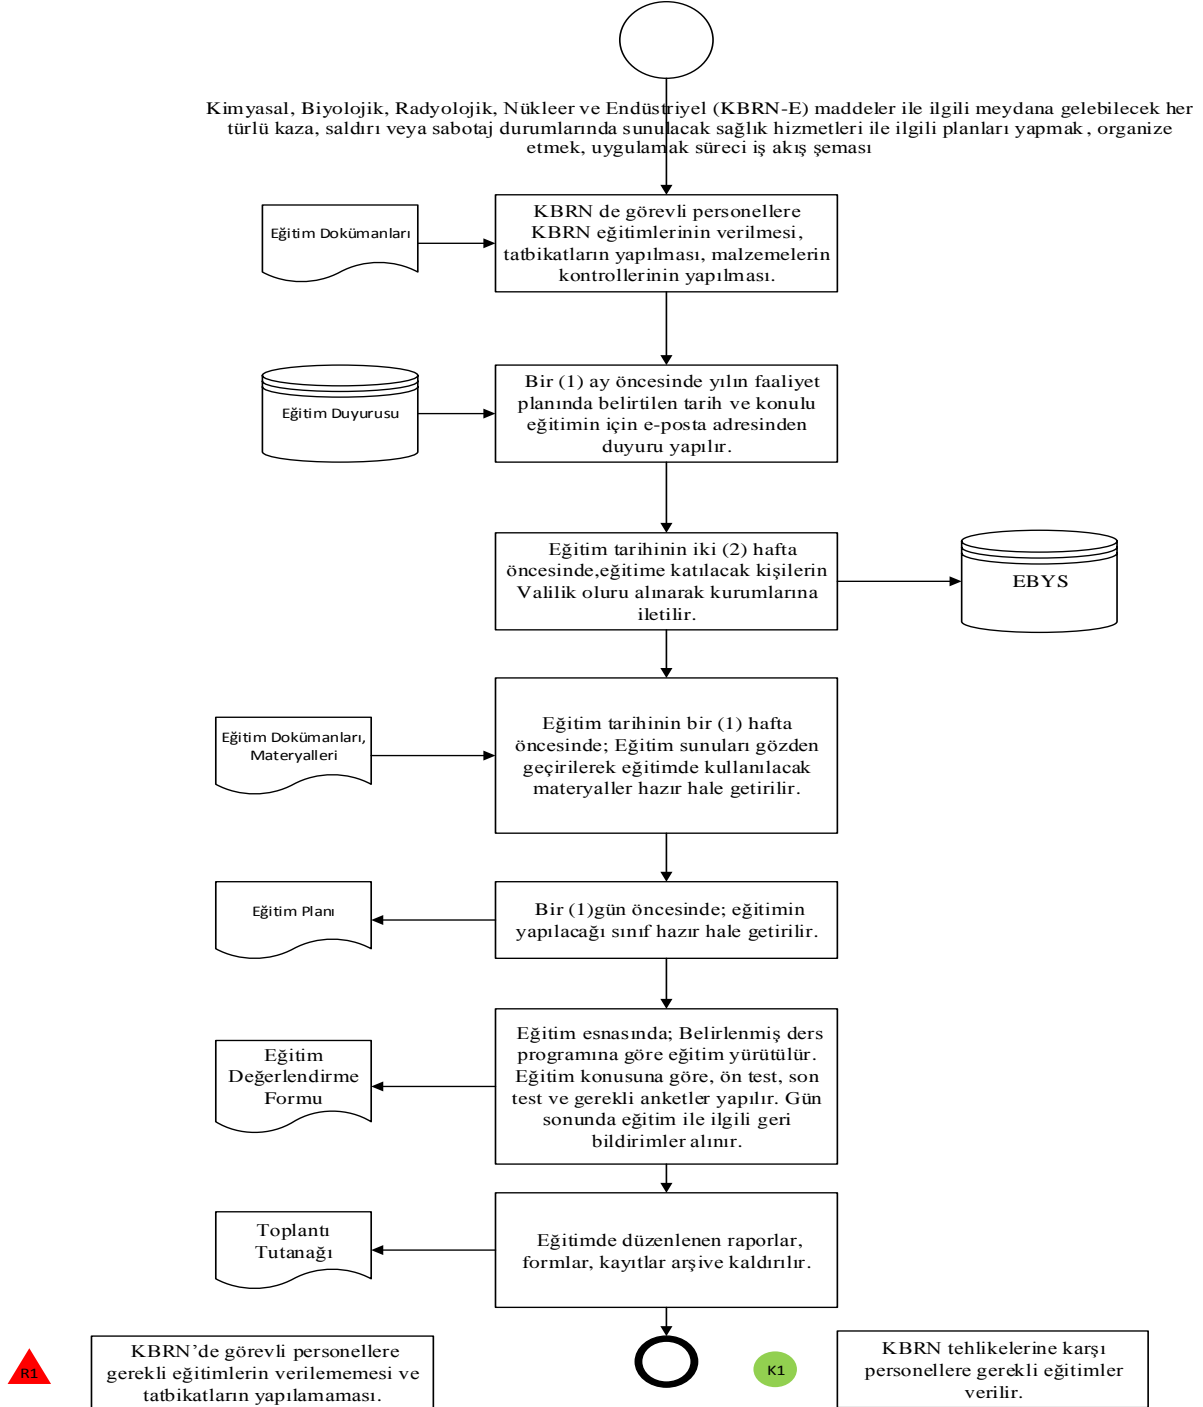 Kimyasal, Biyolojik, Radyolojik, Nükleer ve Endüstriyel (KBRN-E) maddeler ile ilgili meydana gelebilecek her
türlü kaza, saldırı veya sabotaj durumlarında sunulacak sağlık hizmetleri ile ilgili planları yapmak, organize
etmek, uygulamak süreci iş akış şeması
Eğitim Dokümanları
KBRN de görevli personellere
KBRN eğitimlerinin verilmesi,
tatbikatların yapılması, malzemelerin
kontrollerinin yapılması.
Eğitim Duyurusu
Bir (1) ay öncesinde yılın faaliyet
planında belirtilen tarih ve konulu
eğitimin için e-posta adresinden
duyuru yapılır.
Eğitim tarihinin iki (2) hafta
öncesinde,eğitime katılacak kişilerin
Valilik oluru alınarak kurumlarına
iletilir.
EBYS
Eğitim Dokümanları,
Materyalleri
Eğitim tarihinin bir (1) hafta
öncesinde; Eğitim sunuları gözden
geçirilerek eğitimde kullanılacak
materyaller hazır hale getirilir.
Eğitim Planı
Bir (1)gün öncesinde; eğitimin
yapılacağı sınıf hazır hale getirilir.
Eğitim
Değerlendirme
Formu
Eğitim esnasında; Belirlenmiş ders
programına göre eğitim yürütülür.
Eğitim konusuna göre, ön test, son
test ve gerekli anketler yapılır. Gün
sonunda eğitim ile ilgili geri
bildirimler alınır.
Toplantı
Tutanağı
Eğitimde düzenlenen raporlar,
formlar, kayıtlar arşive kaldırılır.
R1
KBRN’de görevli personellere
gerekli eğitimlerin verilememesi ve
tatbikatların yapılamaması.
K1
KBRN tehlikelerine karşı
personellere gerekli eğitimler
verilir.